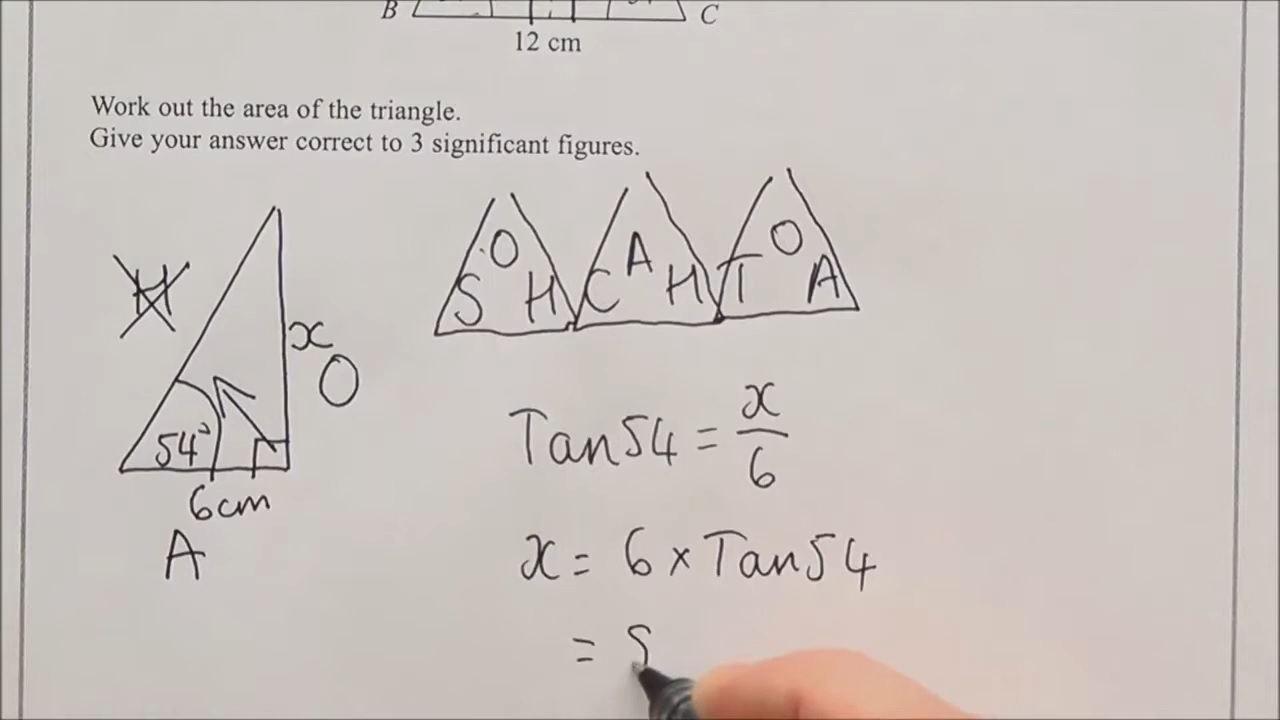 B C
12 cm
Work out the area of the triangle.
Give your answer correct to 3 significant figures.
S O H C A H T O A
H
x
O
54°
6cm
A
Tan54 = x/6
x = 6 × Tan54
=